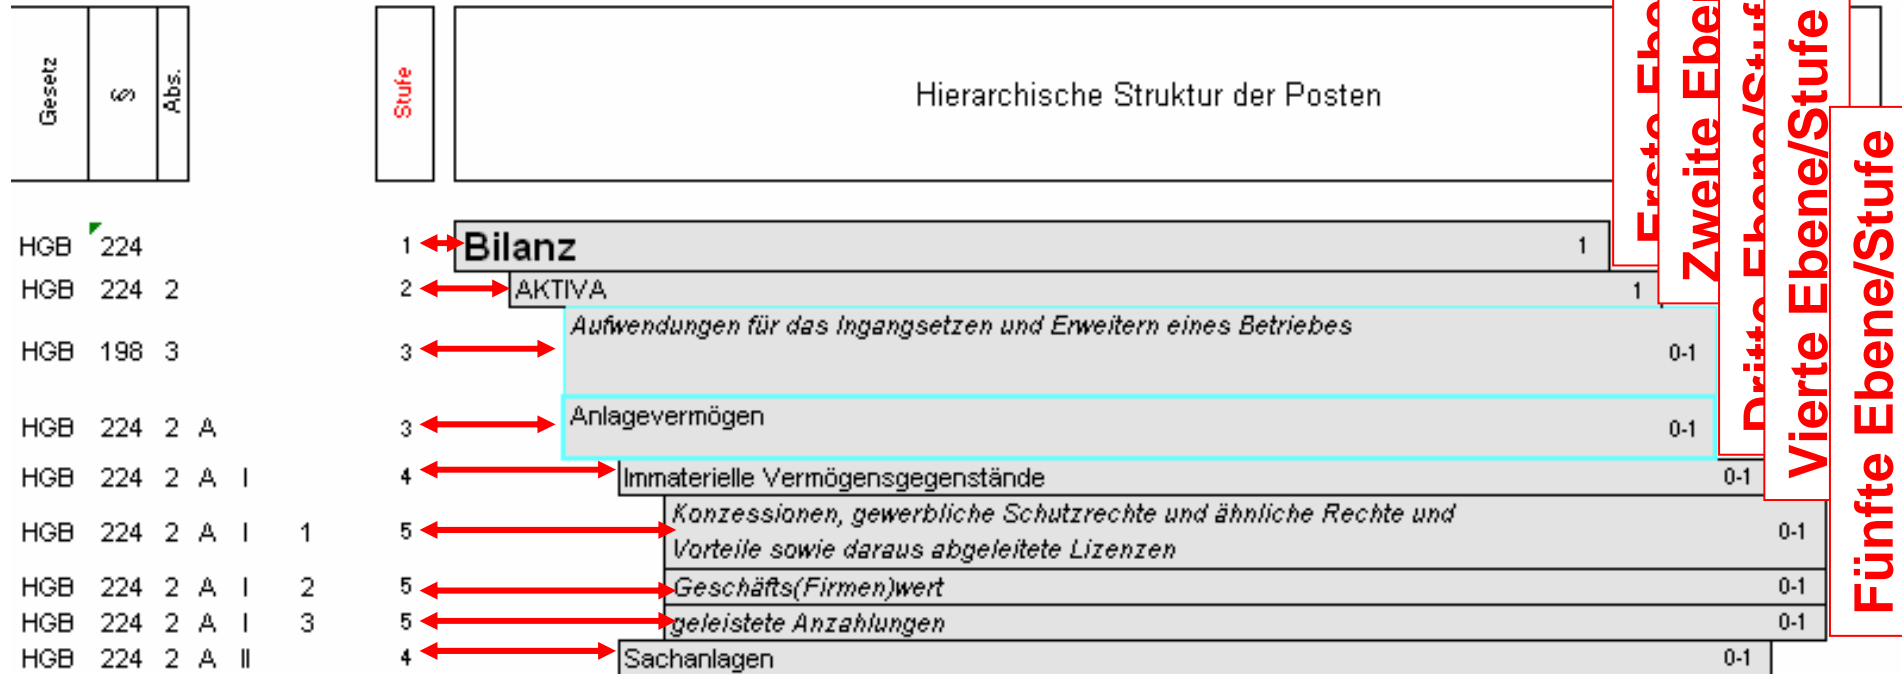 Gesetz § Abs. Stufe Hierarchische Struktur der Posten
HGB 224 1 Bilanz 1
HGB 224 2 2 AKTIVA 1
HGB 198 3 3 Aufwendungen für das Ingangsetzen und Erweitern eines Betriebes 0-1
HGB 224 2 A 3 Anlagevermögen 0-1
HGB 224 2 A I 4 Immaterielle Vermögensgegenstände 0-1
HGB 224 2 A I 1 5 Konzessionen, gewerbliche Schutzrechte und ähnliche Rechte und
Vorteile sowie daraus abgeleitete Lizenzen 0-1
HGB 224 2 A I 2 5 Geschäfts(Firmen)wert 0-1
HGB 224 2 A I 3 5 geleistete Anzahlungen 0-1
HGB 224 2 A II 4 Sachanlagen 0-1
Erste Ebe
Zweite Eber
Dritte Ebene/Stuf
Vierte Ebene/Stufe
Fünfte Ebene/Stufe